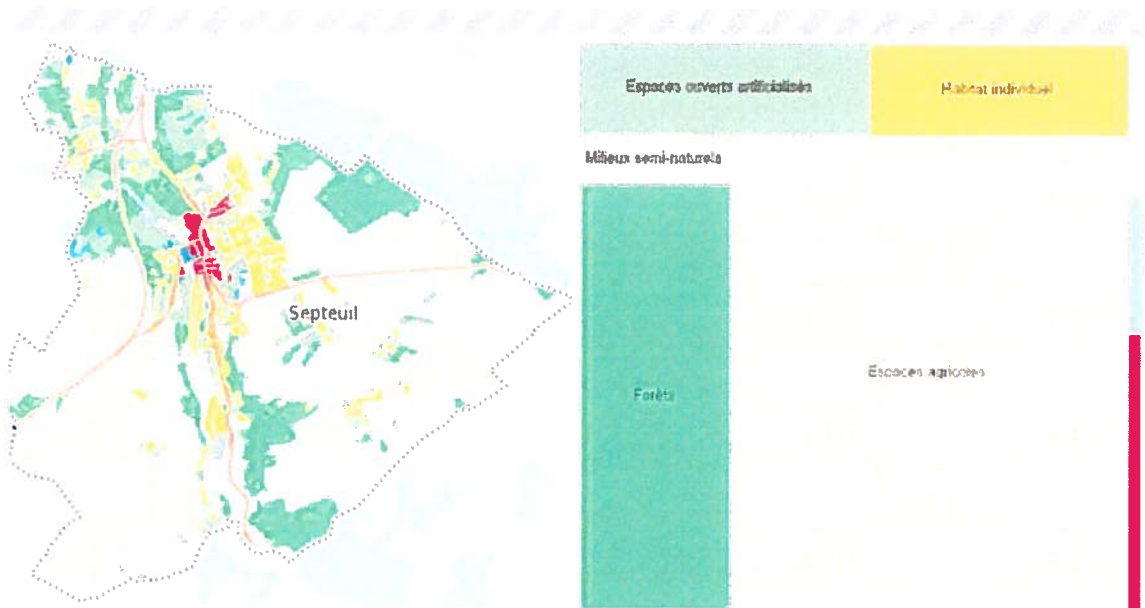 Espaces ouverts artificialisés
Habitat individuel
Milieux semi-naturels
Septeuil
Espaces agricoles
Forêts